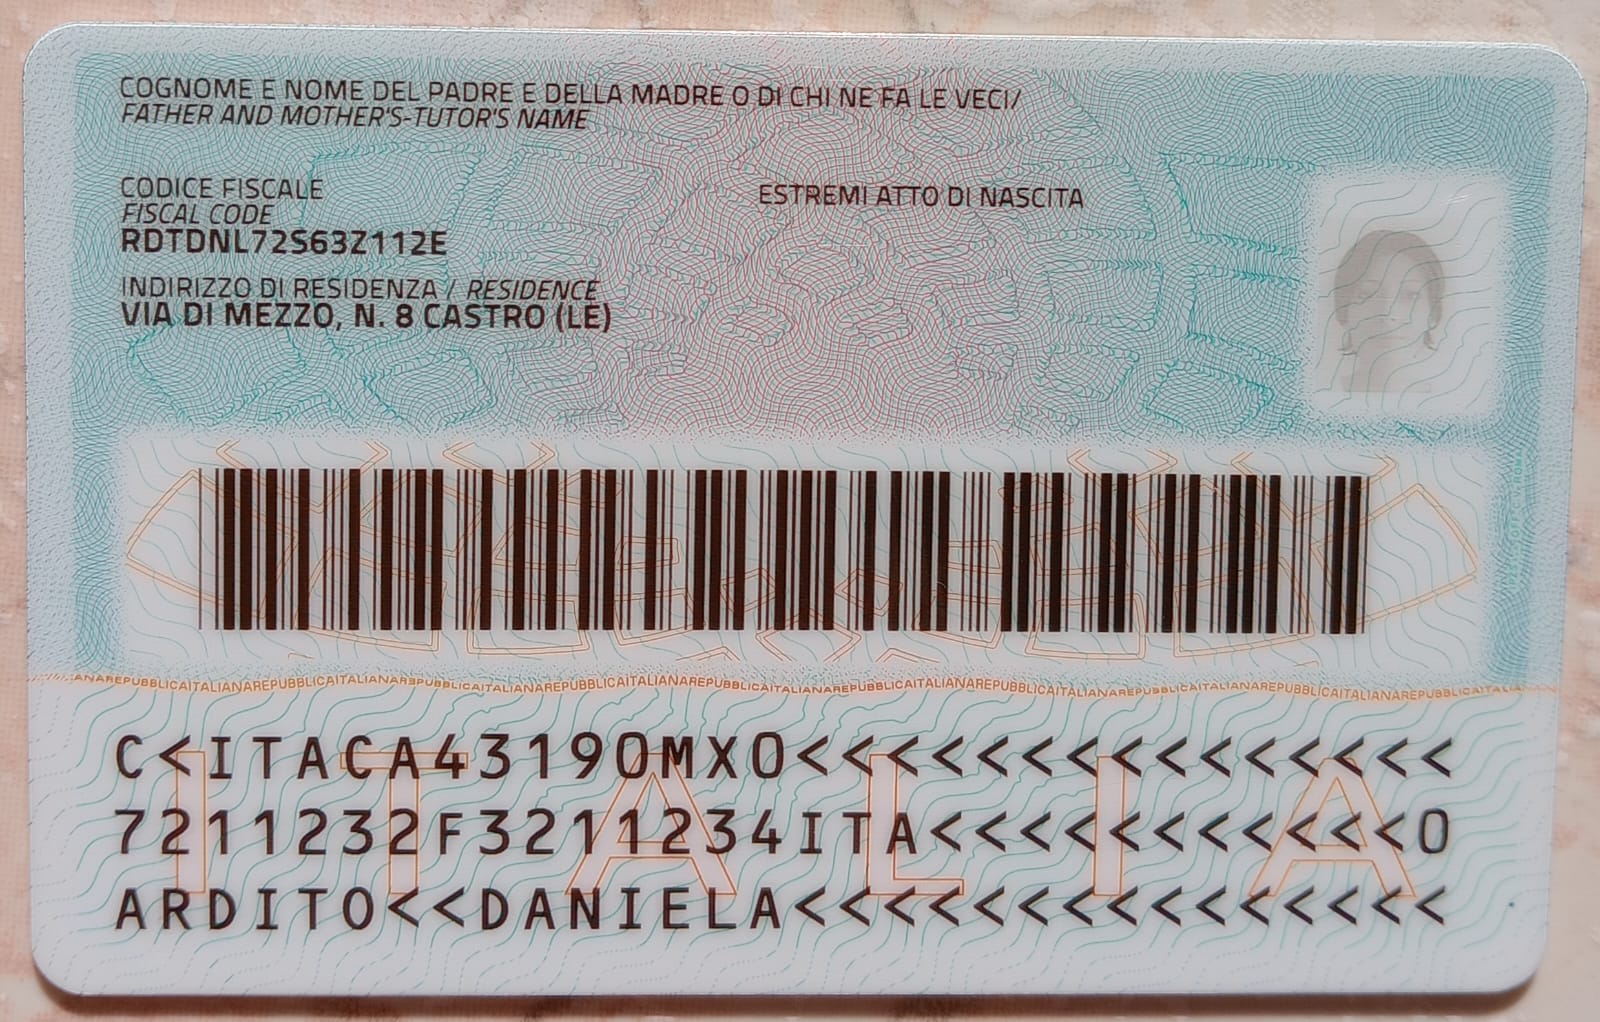 COGNOME E NOME DEL PADRE E DELLA MADRE O DI CHI NE FA LE VECI/
FATHER AND MOTHER'S-TUTOR'S NAME
CODICE FISCALE
FISCAL CODE
RDTDNL72S63Z112E
ESTREMI ATTO DI NASCITA
INDIRIZZO DI RESIDENZA / RESIDENCE
VIA DI MEZZO, N. 8 CASTRO (LE)
ANAREPUBBLICAITALIANAREPUBBLICAITALIANAREPUBBLICAITALIANAREPUBBLICAITALIANAREPUBBLICAITALIANAREPUBBLICAITALIANAREPUBBLICAITALIA
ITALIA
C<ITACA43190MX0<<<<<<<<<<<<<<<
7211232F3211234ITA<<<<<<<<<<<0
ARDITO<<DANIELA<<<<<<<<<<<<<<<